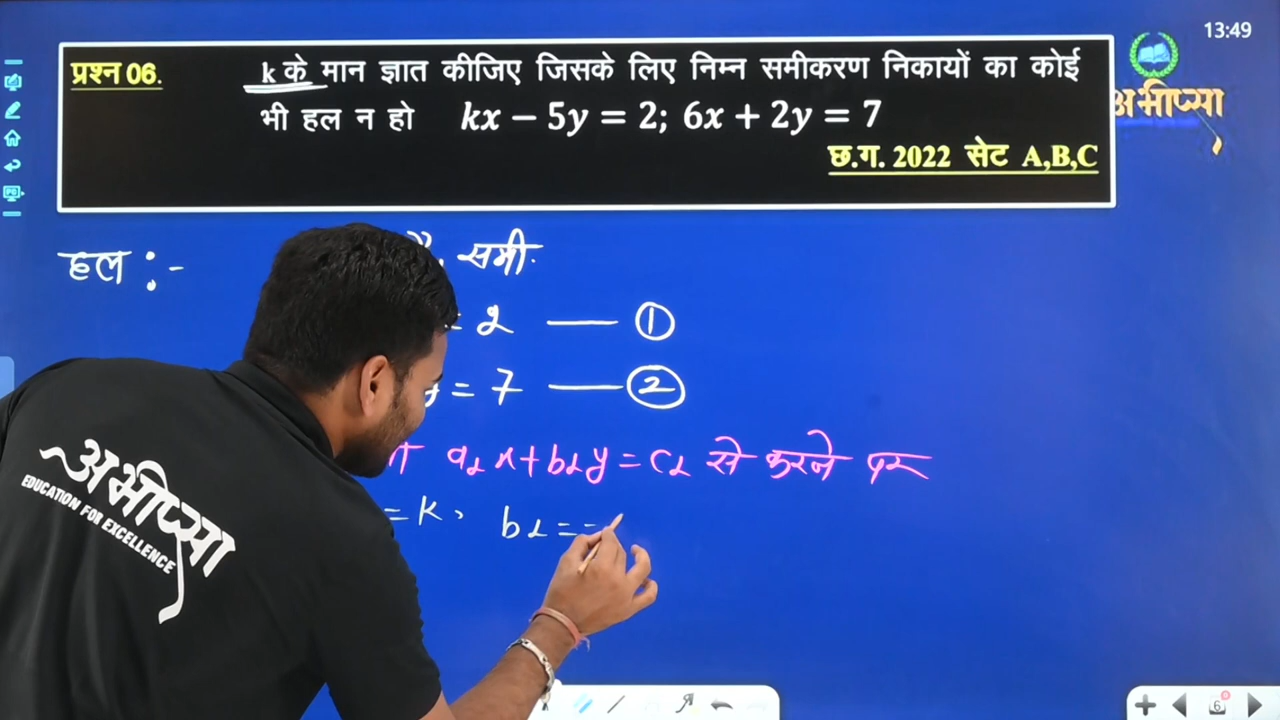 13:49
प्रश्न 06. k के मान ज्ञात कीजिए जिसके लिए निम्न समीकरण निकायों का कोई
भी हल न हो kx − 5y = 2; 6x + 2y = 7
छ.ग. 2022 सेट A,B,C
अभीप्सा
हल :- समी.
= 2 — ①
y = 7 — ②
a₂x + b₂y = c₂ से करने पर
= k, b₂ = -
अभीप्सा
EDUCATION FOR EXCELLENCE
6